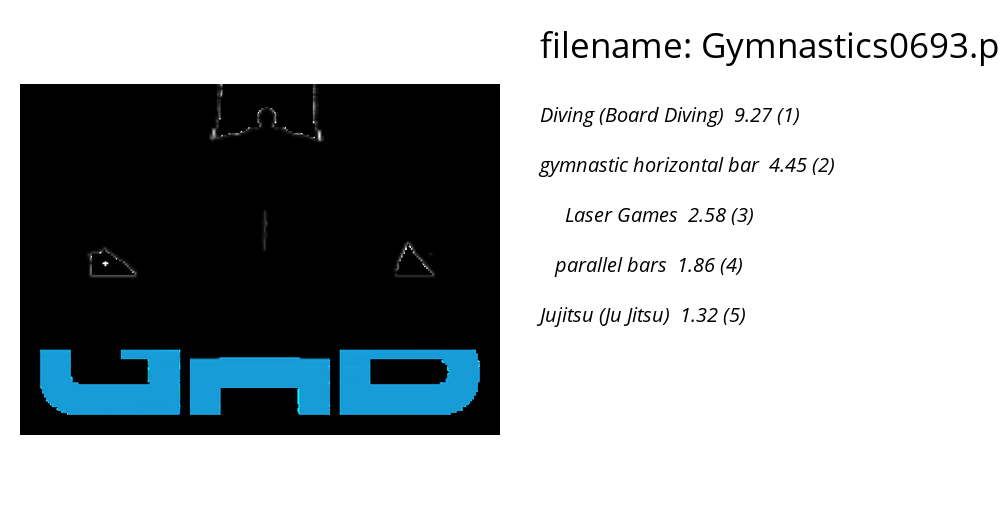 filename: Gymnastics0693.p
Diving (Board Diving) 9.27 (1)
gymnastic horizontal bar 4.45 (2)
Laser Games 2.58 (3)
parallel bars 1.86 (4)
Jujitsu (Ju Jitsu) 1.32 (5)